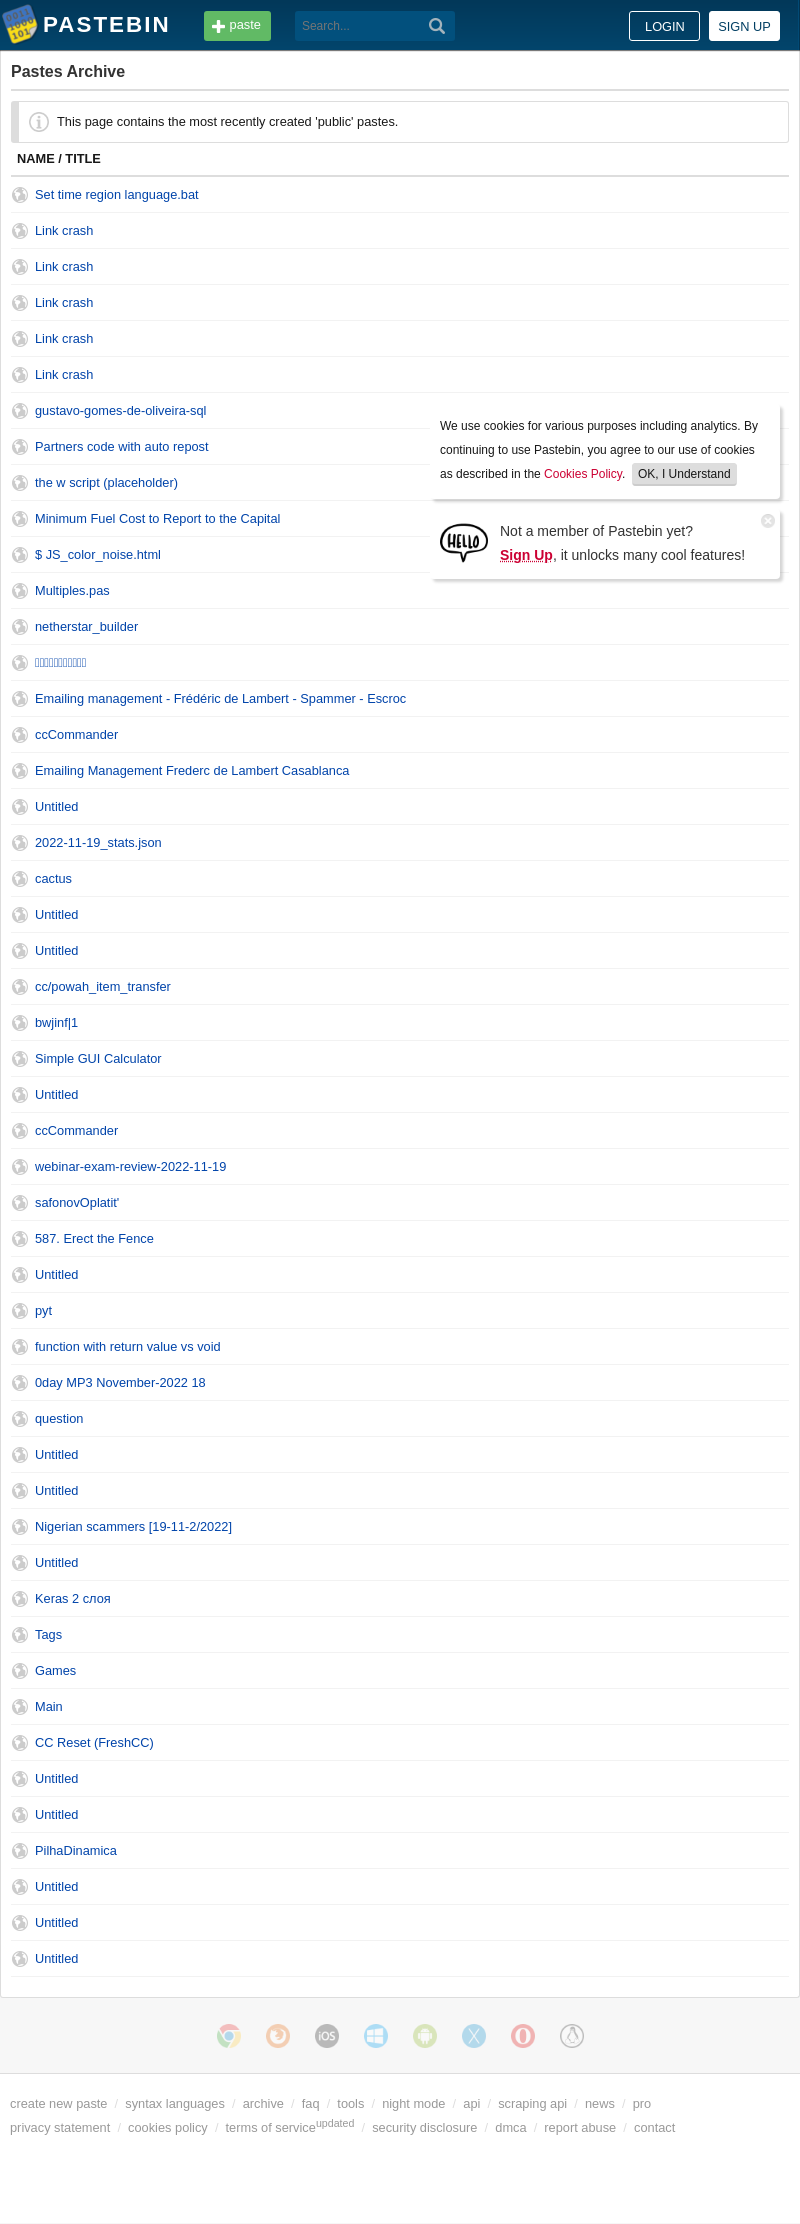 PASTEBIN
paste
Search...
LOGIN
SIGN UP
Pastes Archive
This page contains the most recently created 'public' pastes.
NAME / TITLE
Set time region language.bat
Link crash
Link crash
Link crash
Link crash
Link crash
gustavo-gomes-de-oliveira-sql
Partners code with auto repost
the w script (placeholder)
Minimum Fuel Cost to Report to the Capital
$ JS_color_noise.html
We use cookies for various purposes including analytics. By
continuing to use Pastebin, you agree to our use of cookies
as described in the Cookies Policy. OK, I Understand
HELLO
Not a member of Pastebin yet?
Sign Up, it unlocks many cool features!
Multiples.pas
netherstar_builder
Emailing management - Frédéric de Lambert - Spammer - Escroc
ccCommander
Emailing Management Frederc de Lambert Casablanca
Untitled
2022-11-19_stats.json
cactus
Untitled
Untitled
cc/powah_item_transfer
bwjinf|1
Simple GUI Calculator
Untitled
ccCommander
webinar-exam-review-2022-11-19
safonovOplatit'
587. Erect the Fence
Untitled
pyt
function with return value vs void
0day MP3 November-2022 18
question
Untitled
Untitled
Nigerian scammers [19-11-2/2022]
Untitled
Keras 2 слоя
Tags
Games
Main
CC Reset (FreshCC)
Untitled
Untitled
PilhaDinamica
Untitled
Untitled
Untitled
iOS
create new paste / syntax languages / archive / faq / tools / night mode / api / scraping api / news / pro
privacy statement / cookies policy / terms of service updated / security disclosure / dmca / report abuse / contact